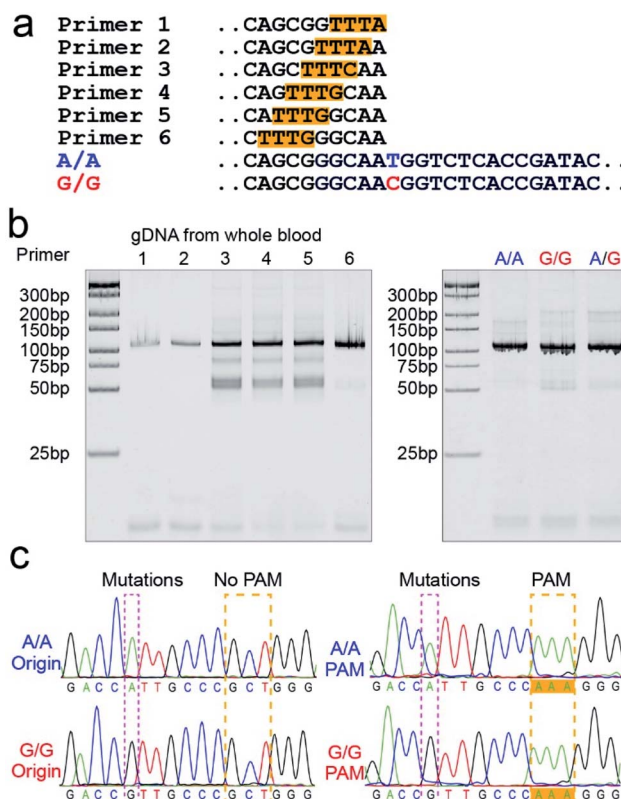 a
Primer 1 ..CAGCGGTTTA
Primer 2 ..CAGCGTTTAA
Primer 3 ..CAGCTTTCAA
Primer 4 ..CAGTTTGCAA
Primer 5 ..CATTTGGCAA
Primer 6 ..CTTTGGGCAA
A/A ..CAGCGGGCAATGGTCTCACCGATAC..
G/G ..CAGCGGGCAACGGTCTCACCGATAC..
b
gDNA from whole blood
Primer 1 2 3 4 5 6
300bp
200bp
150bp
100bp
75bp
50bp
25bp
A/A G/G A/G
300bp
200bp
150bp
100bp
75bp
50bp
25bp
c
Mutations No PAM
A/A
Origin
G A C C A T T G C C C G C T G G G
G/G
Origin
G A C C G T T G C C C G C T G G G
Mutations PAM
A/A
PAM
G A C C A T T G C C C A A A G G G
G/G
PAM
G A C C G T T G C C C A A A G G G